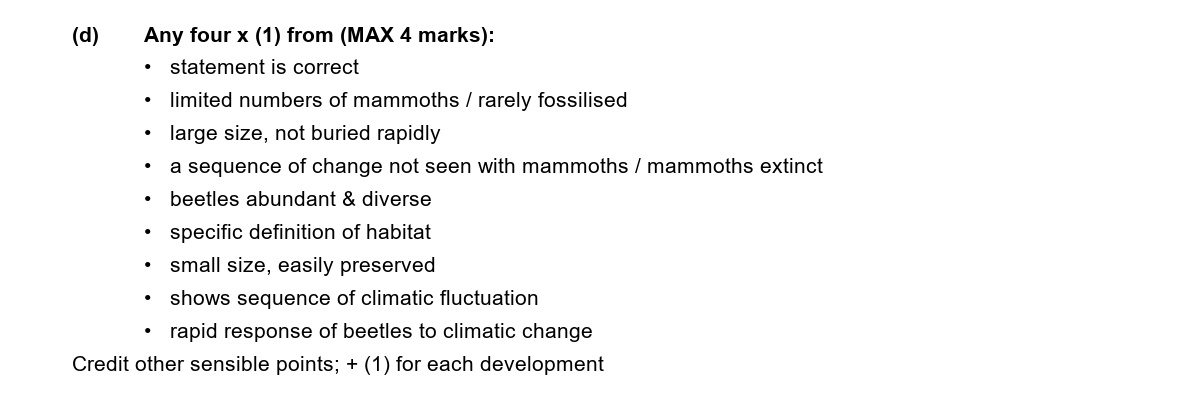 (d) Any four x (1) from (MAX 4 marks):
• statement is correct
• limited numbers of mammoths / rarely fossilised
• large size, not buried rapidly
• a sequence of change not seen with mammoths / mammoths extinct
• beetles abundant & diverse
• specific definition of habitat
• small size, easily preserved
• shows sequence of climatic fluctuation
• rapid response of beetles to climatic change
Credit other sensible points; + (1) for each development